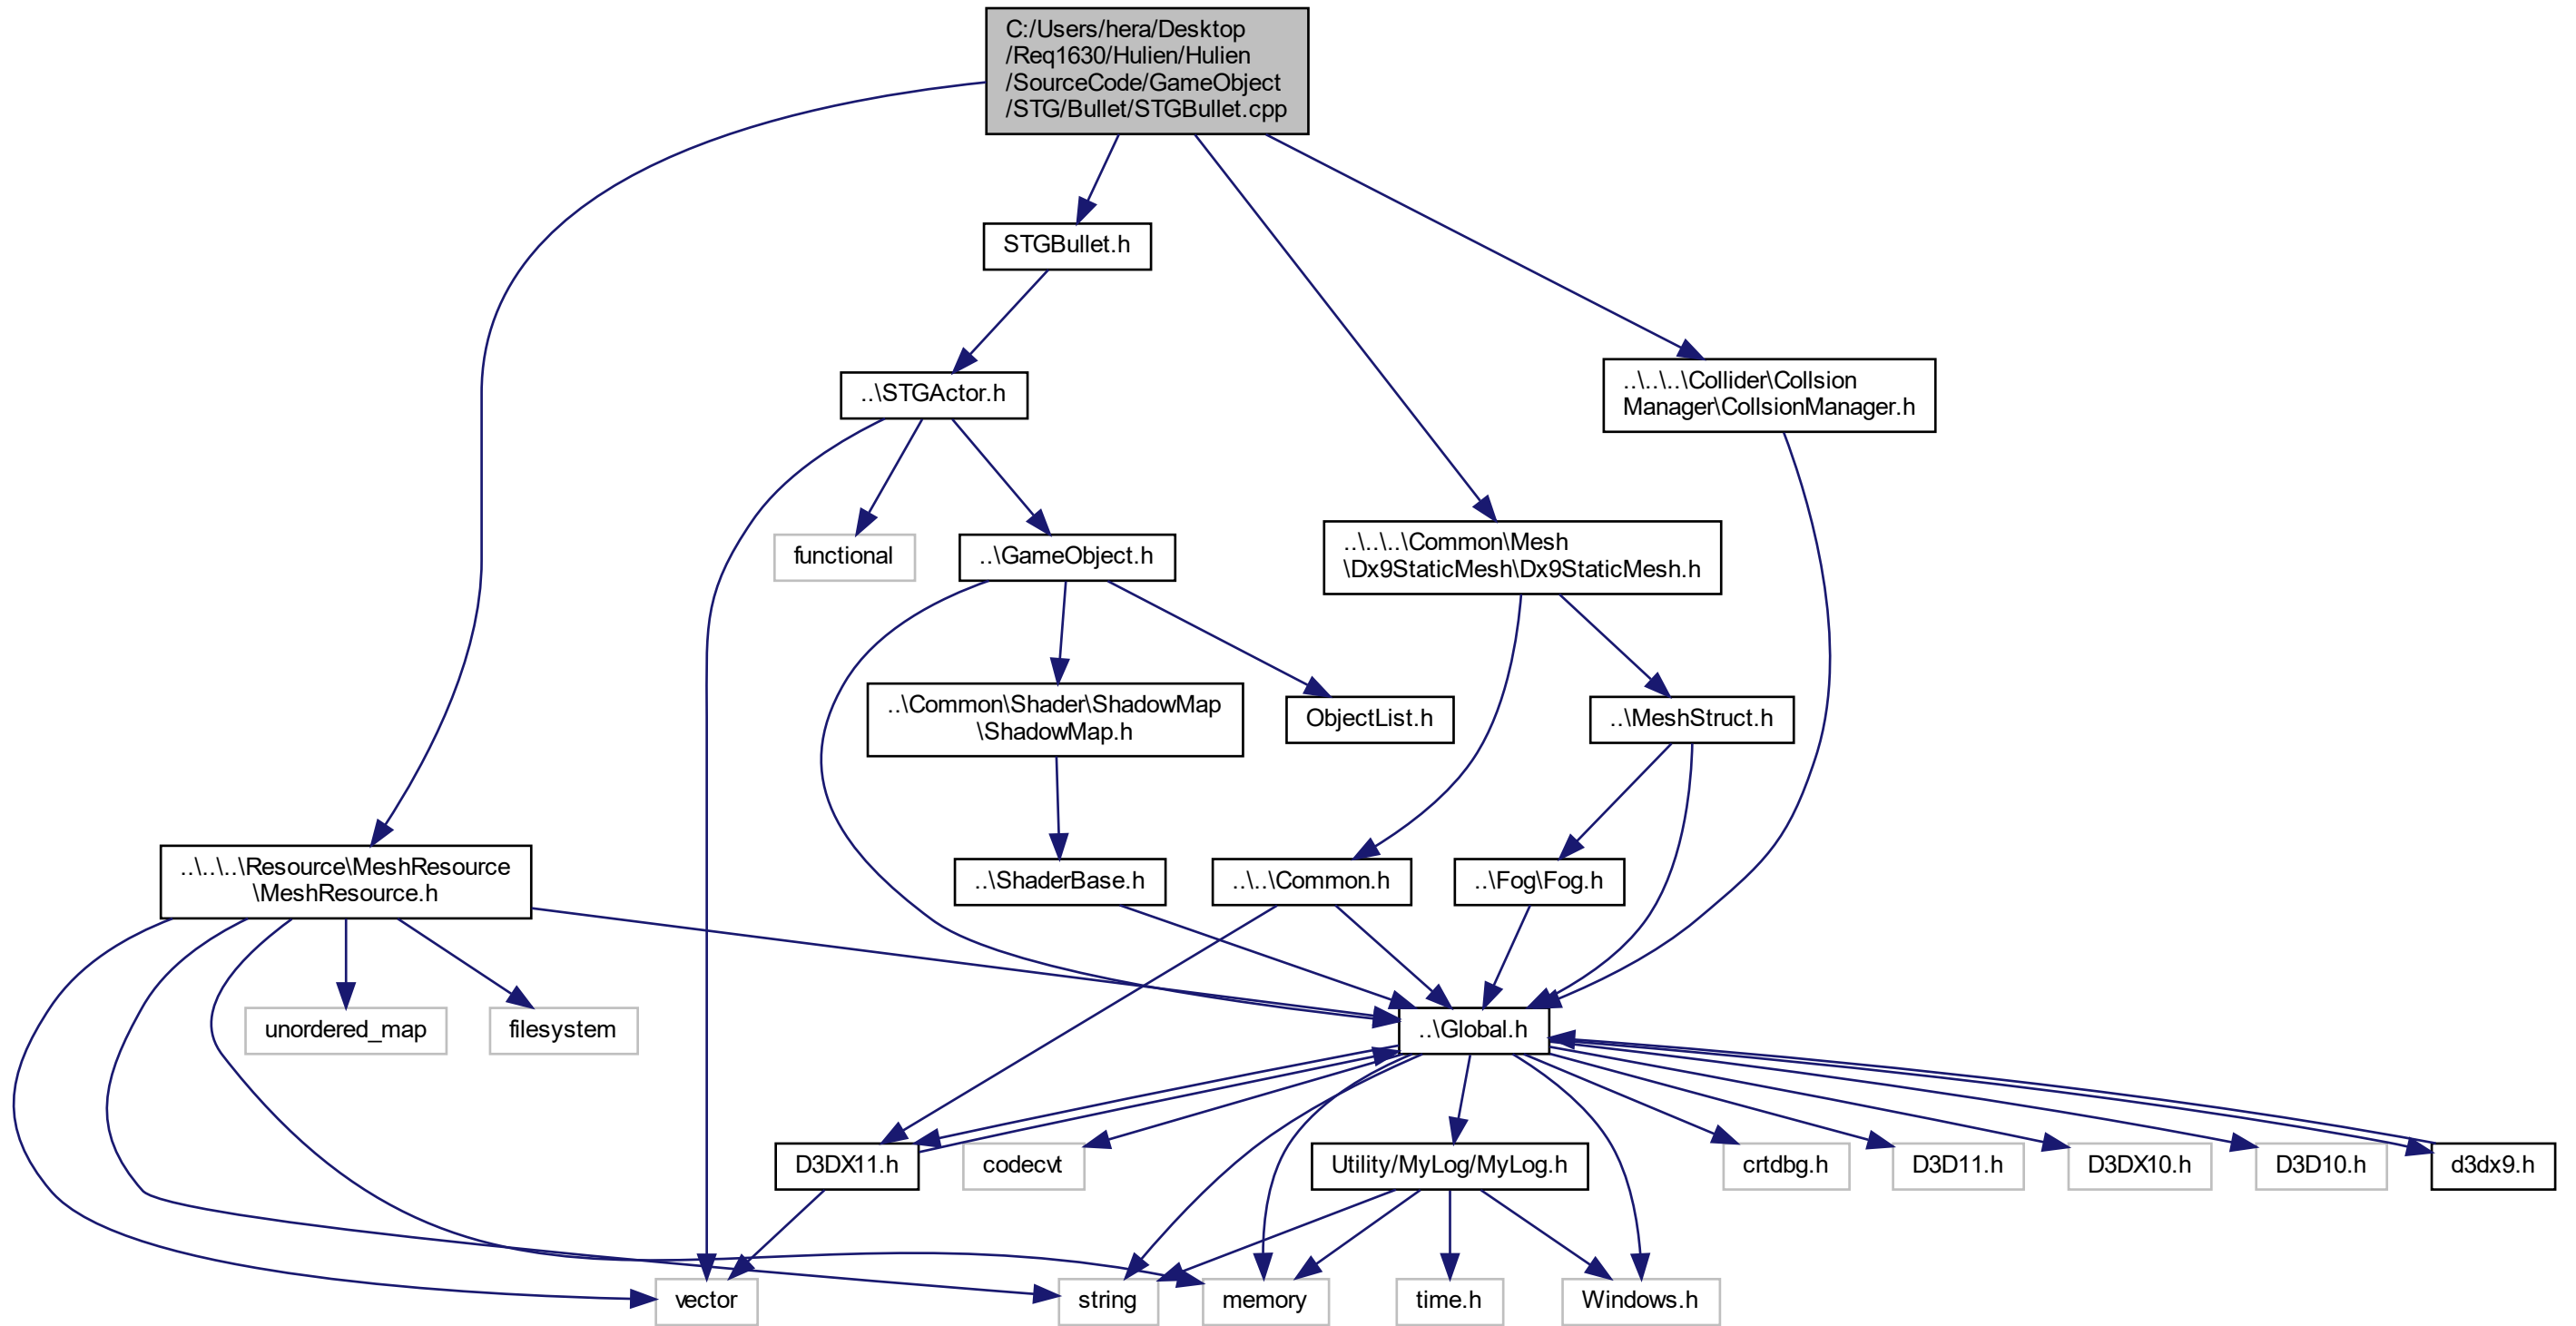 C:/Users/hera/Desktop
/Req1630/Hulien/Hulien
/SourceCode/GameObject
/STG/Bullet/STGBullet.cpp
STGBullet.h
..\STGActor.h
..\..\..\Collider\Collsion
Manager\CollsionManager.h
functional
..\GameObject.h
..\..\..\Common\Mesh
\Dx9StaticMesh\Dx9StaticMesh.h
..\Common\Shader\ShadowMap
\ShadowMap.h
ObjectList.h
..\MeshStruct.h
..\..\..\Resource\MeshResource
\MeshResource.h
..\ShaderBase.h
..\..\Common.h
..\Fog\Fog.h
unordered_map
filesystem
..\Global.h
D3DX11.h
codecvt
Utility/MyLog/MyLog.h
crtdbg.h
D3D11.h
D3DX10.h
D3D10.h
d3dx9.h
vector
string
memory
time.h
Windows.h